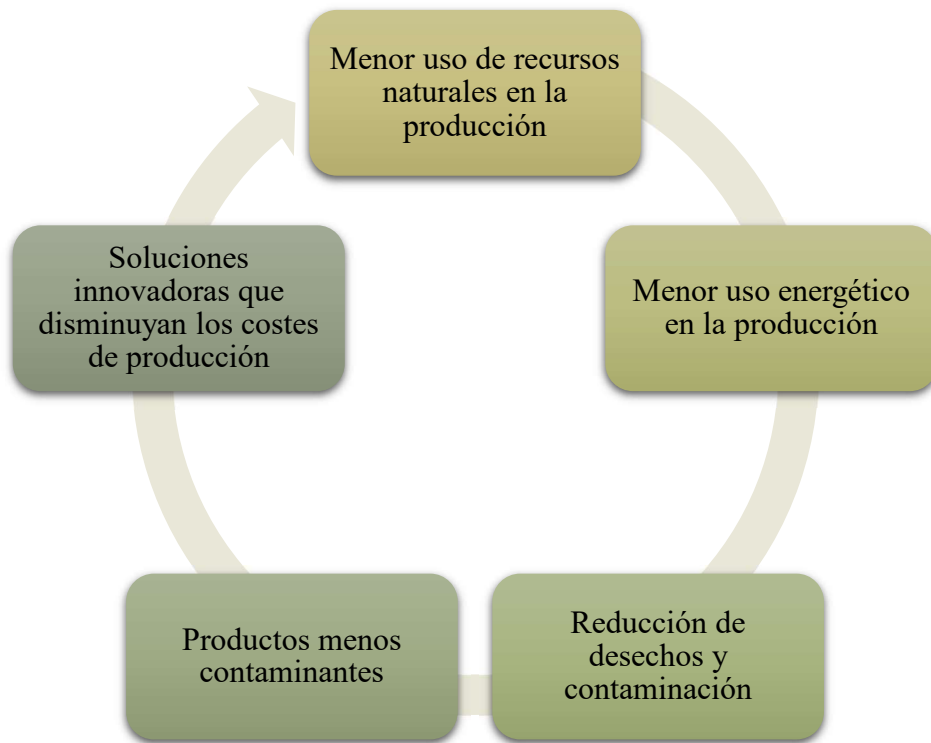 Menor uso de recursos
naturales en la
producción
Menor uso energético
en la producción
Reducción de
desechos y
contaminación
Productos menos
contaminantes
Soluciones
innovadoras que
disminuyan los costes
de producción